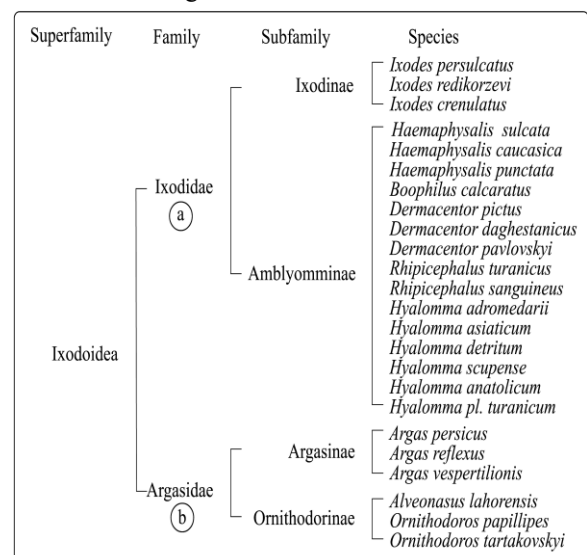 Superfamily Family Subfamily Species
Ixodes persulcatus
Ixodinae Ixodes redikorzevi
Ixodes crenulatus
Haemaphysalis sulcata
Haemaphysalis caucasica
Haemaphysalis punctata
Ixodidae Boophilus calcaratus
a Dermacentor pictus
Dermacentor daghestanicus
Dermacentor pavlovskyi
Amblyomminae Rhipicephalus turanicus
Rhipicephalus sanguineus
Hyalomma adromedarii
Hyalomma asiaticum
Ixodoidea Hyalomma detritum
Hyalomma scupense
Hyalomma anatolicum
Hyalomma pl. turanicum
Argas persicus
Argasinae Argas reflexus
Argas vespertilionis
Argasidae Alveonasus lahorensis
b Ornithodorinae Ornithodoros papillipes
Ornithodoros tartakovskyi